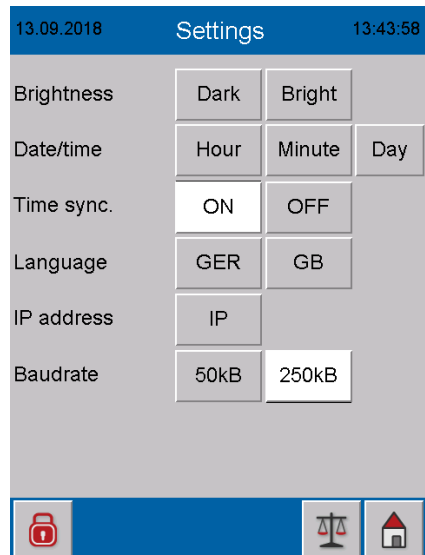 13.09.2018 Settings 13:43:58
Brightness Dark Bright
Date/time Hour Minute Day
Time sync. ON OFF
Language GER GB
IP address IP
Baudrate 50kB 250kB